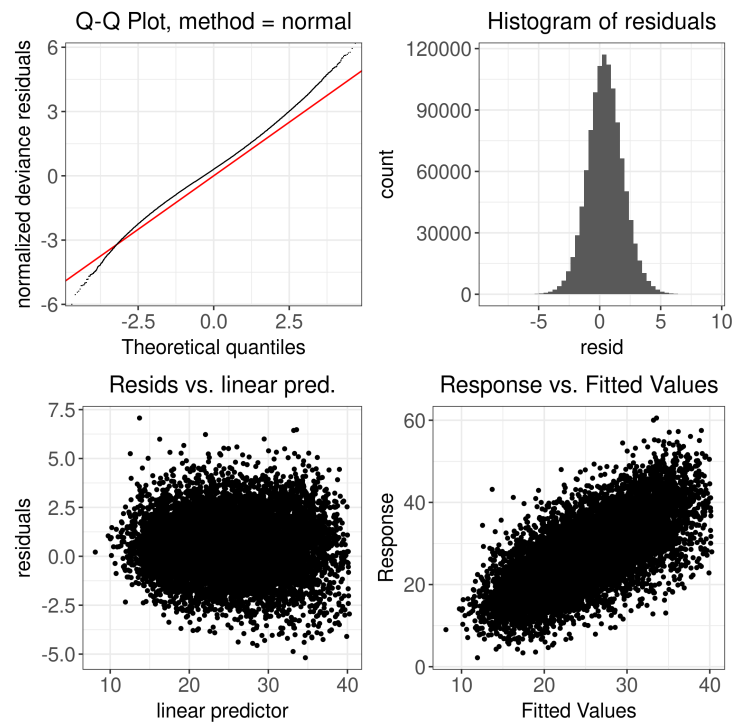 Q-Q Plot, method = normal
normalized deviance residuals
6
3
0
-3
-6
-2.5 0.0 2.5
Theoretical quantiles
Histogram of residuals
count
120000
90000
60000
30000
0
-5 0 5 10
resid
Resids vs. linear pred.
residuals
7.5
5.0
2.5
0.0
-2.5
-5.0
10 20 30 40
linear predictor
Response vs. Fitted Values
Response
60
40
20
0
10 20 30 40
Fitted Values